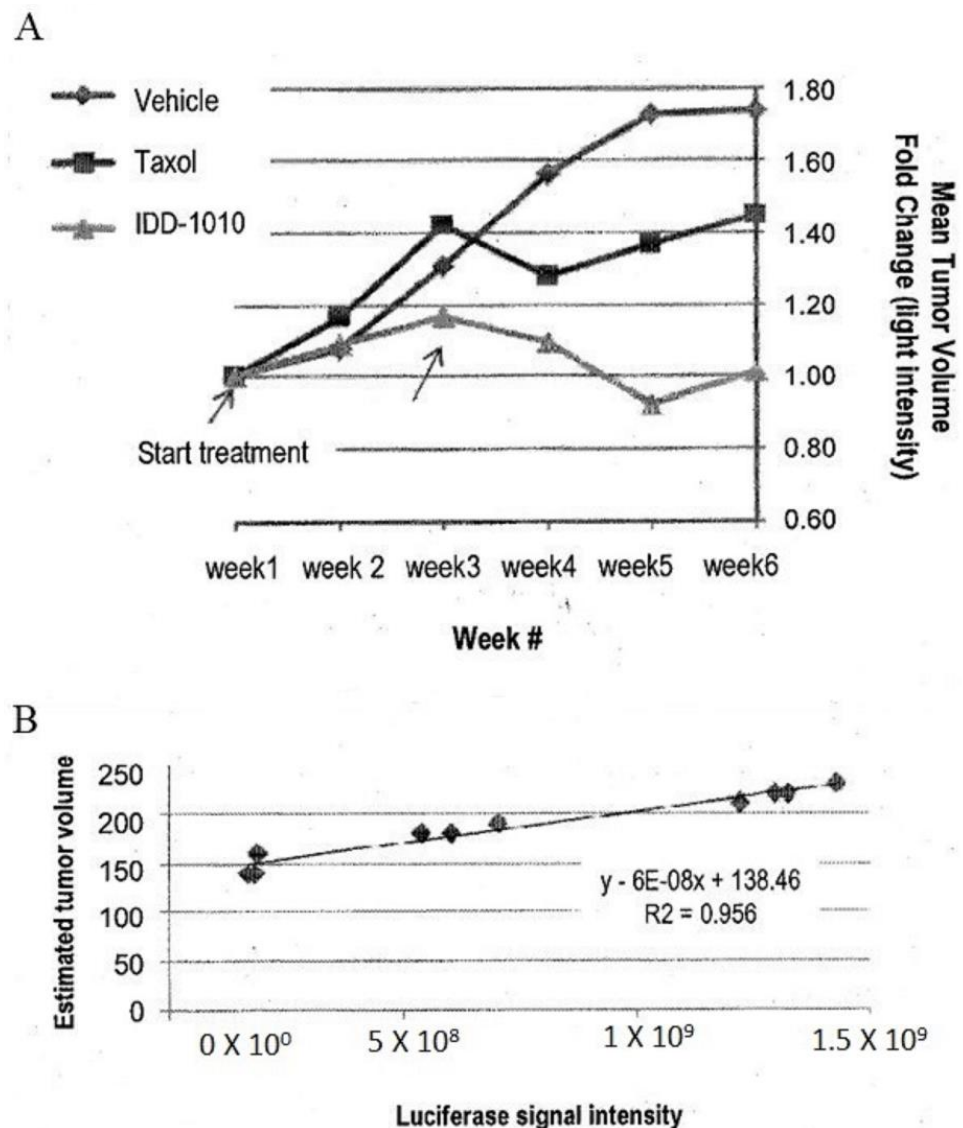 A
Vehicle
Taxol
IDD-1010
1.80
1.60
1.40
1.20
1.00
0.80
0.60
Mean Tumor Volume
Fold Change (light intensity)
Start treatment
week1 week 2 week3 week4 week5 week6
Week #
B
Estimated tumor volume
250
200
150
100
50
0
y - 6E-08x + 138.46
R2 = 0.956
0 X 10⁰ 5 X 10⁸ 1 X 10⁹ 1.5 X 10⁹
Luciferase signal intensity